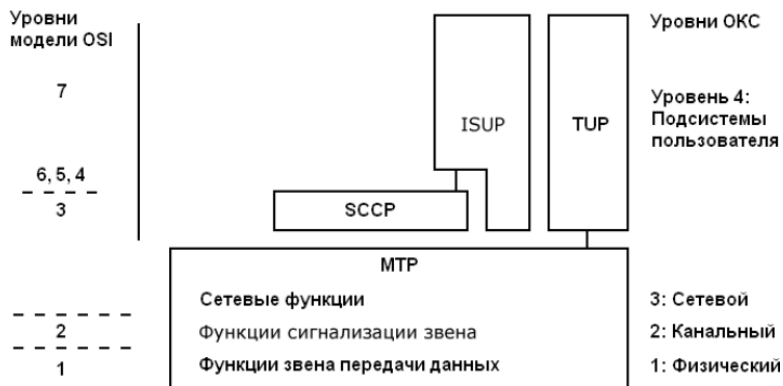 Уровни
модели OSI
Уровни ОКС
7
ISUP
TUP
Уровень 4:
Подсистемы
пользователя
6, 5, 4
3
SCCP
MTP
Сетевые функции
3: Сетевой
2
Функции сигнализации звена
2: Канальный
1
Функции звена передачи данных
1: Физический